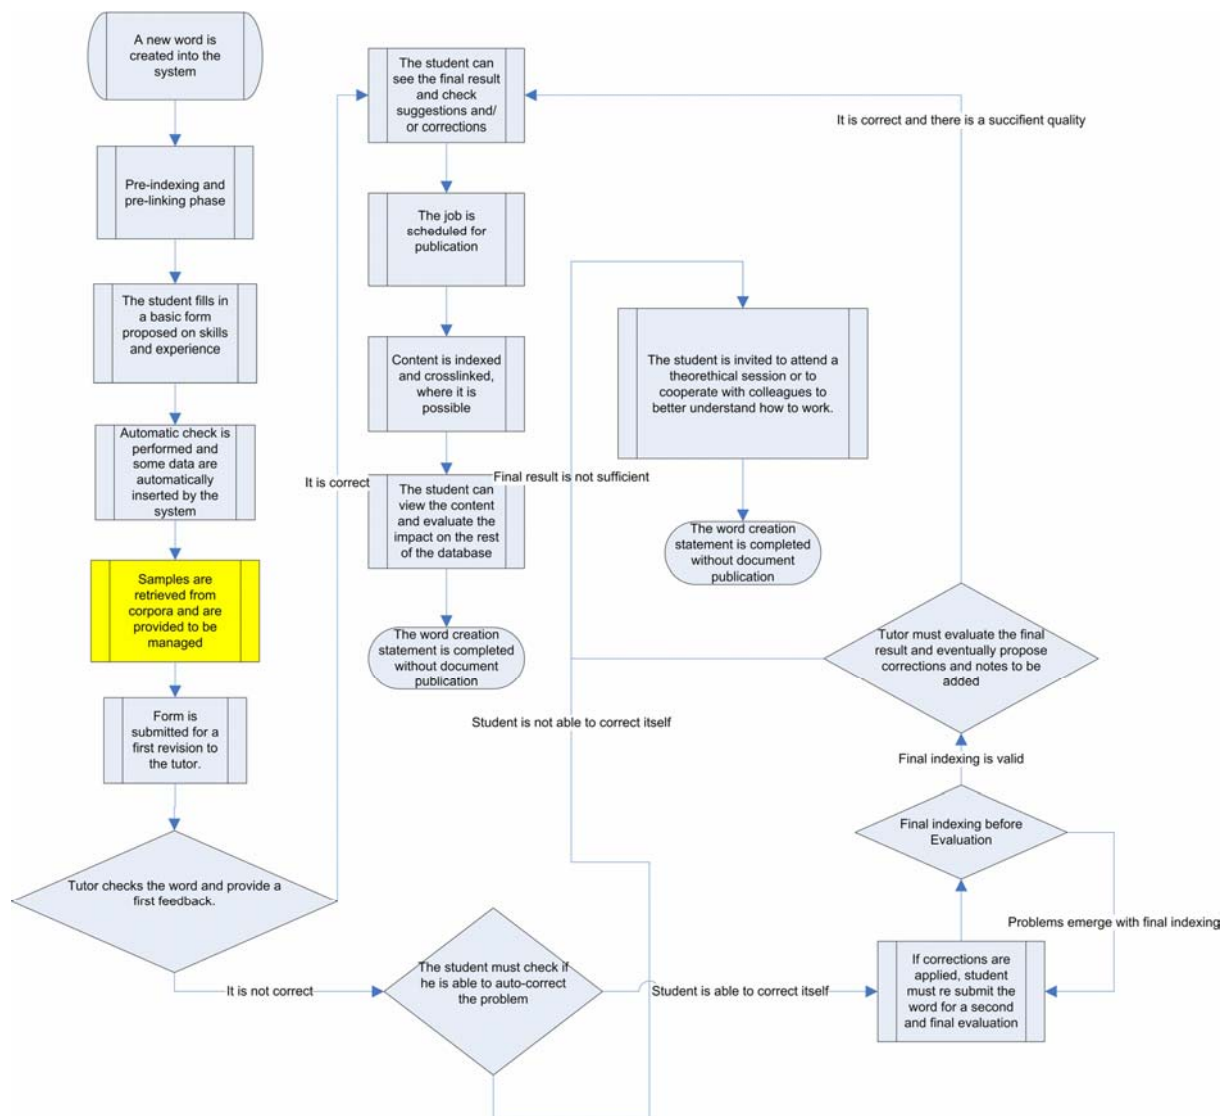 A new word is
created into the
system
Pre-indexing and
pre-linking phase
The student fills in
a basic form
proposed on skills
and experience
Automatic check is
performed and
some data are
automatically
inserted by the
system
Samples are
retrieved from
corpora and are
provided to be
managed
Form is
submitted for a
first revision to
the tutor.
Tutor checks the word and provide a
first feedback.
It is correct
It is not correct
The student can
see the final result
and check
suggestions and/
or corrections
The job is
scheduled for
publication
Content is indexed
and crosslinked,
where it is
possible
The student can
view the content
and evaluate the
impact on the rest
of the database
The word creation
statement is completed
without document
publication
The student must check if
he is able to auto-correct
the problem
Final result is not sufficient
Student is not able to correct itself
Student is able to correct itself
The student is invited to attend a
theorethical session or to
cooperate with colleagues to
better understand how to work.
The word creation
statement is completed
without document
publication
It is correct and there is a succifient quality
Tutor must evaluate the final
result and eventually propose
corrections and notes to be
added
Final indexing is valid
Final indexing before
Evaluation
Problems emerge with final indexing
If corrections are
applied, student
must re submit the
word for a second
and final evaluation